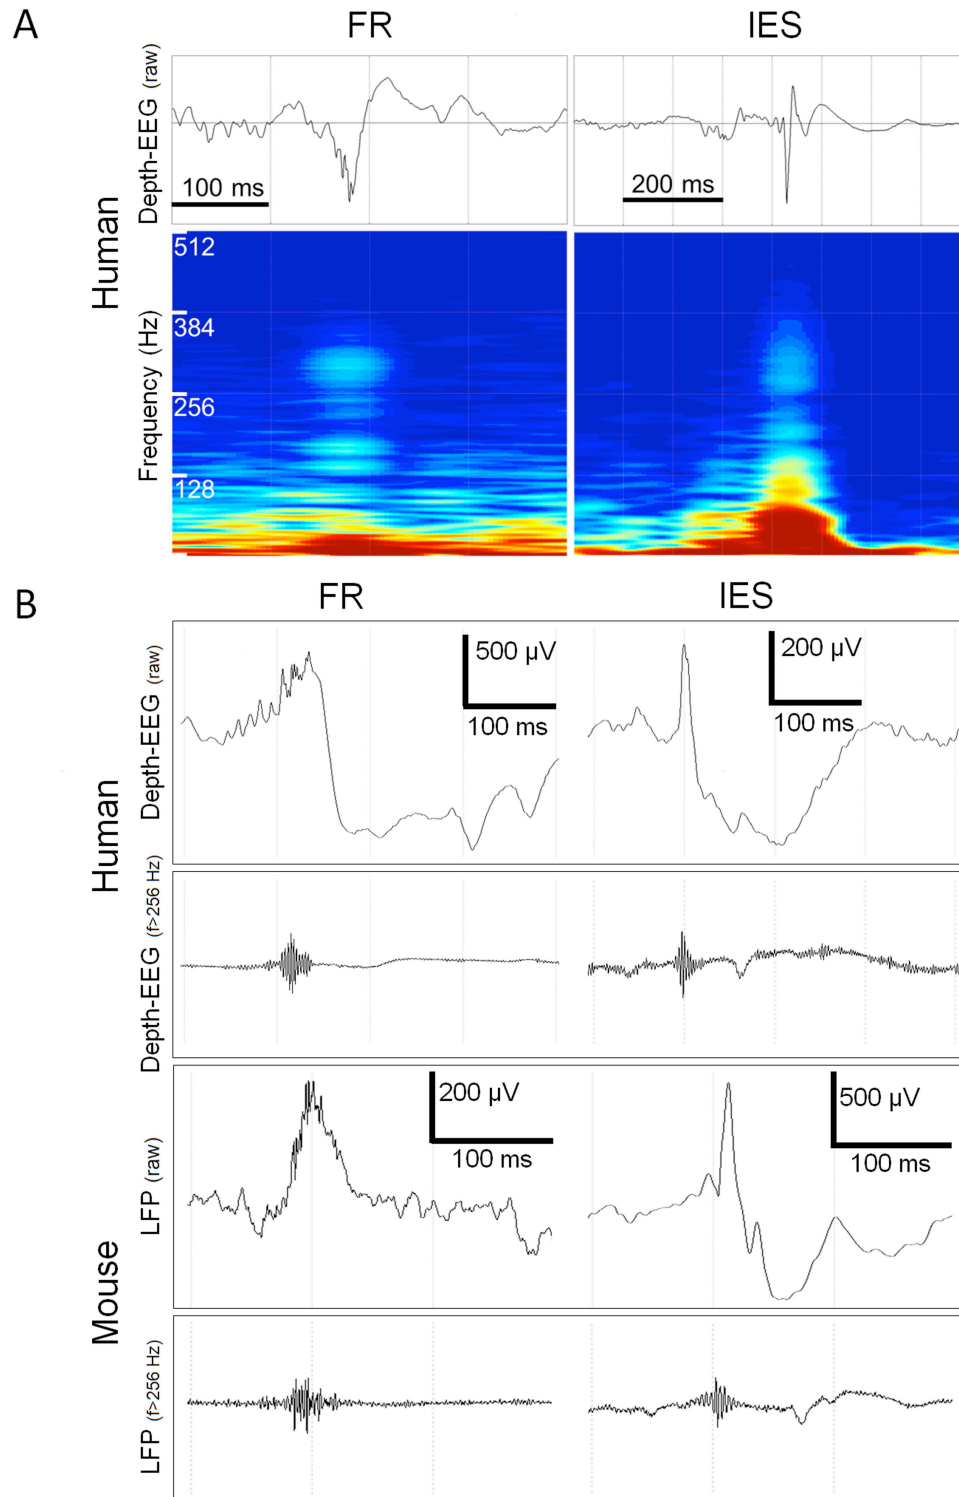 A
FR
IES
Human
Depth-EEG (raw)
100 ms
200 ms
Frequency (Hz)
512
384
256
128
B
FR
IES
Human
Depth-EEG (raw)
500 µV
100 ms
200 µV
100 ms
Depth-EEG (f>256 Hz)
Mouse
LFP (raw)
200 µV
100 ms
500 µV
100 ms
LFP (f>256 Hz)